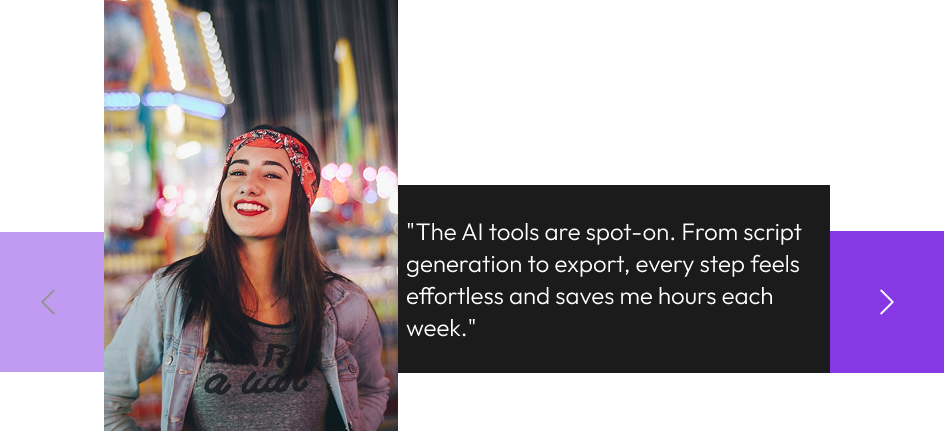 "The AI tools are spot-on. From script
generation to export, every step feels
effortless and saves me hours each
week."
a lian